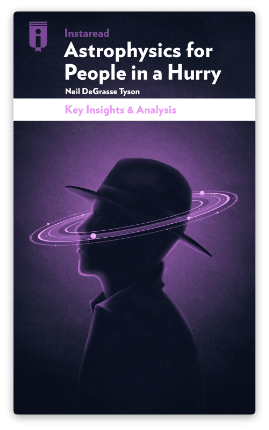 Instaread
Astrophysics for
People in a Hurry
Neil DeGrasse Tyson
Key Insights & Analysis